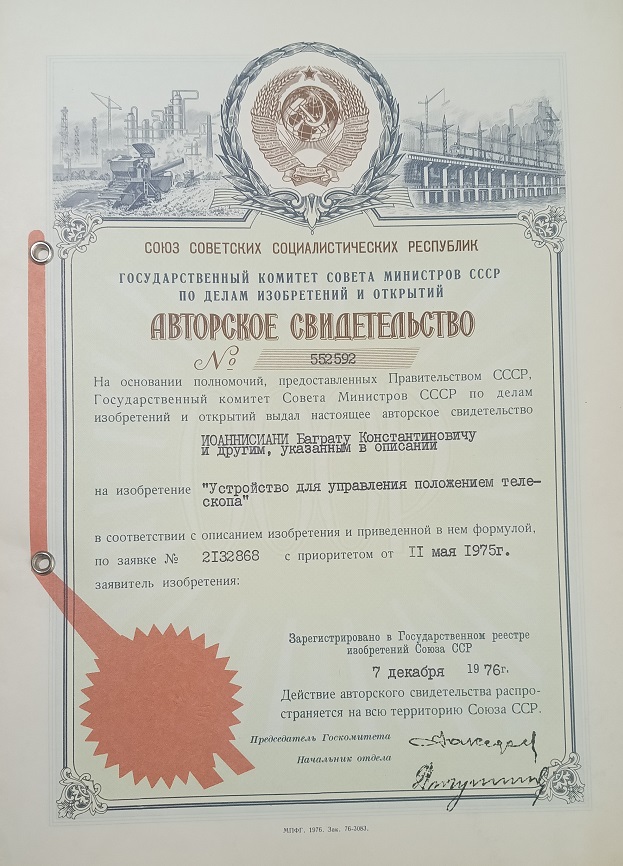 СОЮЗ СОВЕТСКИХ СОЦИАЛИСТИЧЕСКИХ РЕСПУБЛИК
ГОСУДАРСТВЕННЫЙ КОМИТЕТ СОВЕТА МИНИСТРОВ СССР
ПО ДЕЛАМ ИЗОБРЕТЕНИЙ И ОТКРЫТИЙ
АВТОРСКОЕ СВИДЕТЕЛЬСТВО
№ 552592
На основании полномочий, предоставленных Правительством СССР,
Государственный комитет Совета Министров СССР по делам
изобретений и открытий выдал настоящее авторское свидетельство
ИОАННИСИАНИ Баграту Константиновичу
и другим, указанным в описании
на изобретение "Устройство для управления положением теле-
скопа"
в соответствии с описанием изобретения и приведенной в нем формулой,
по заявке № 2132868 с приоритетом от 11 мая 1975г.
заявитель изобретения:
Зарегистрировано в Государственном реестре
изобретений Союза ССР
7 декабря 1976г.
Действие авторского свидетельства распро-
страняется на всю территорию Союза ССР.
Председатель Госкомитета
Начальник отдела
МПФГ. 1976. Зак. 76-3083.